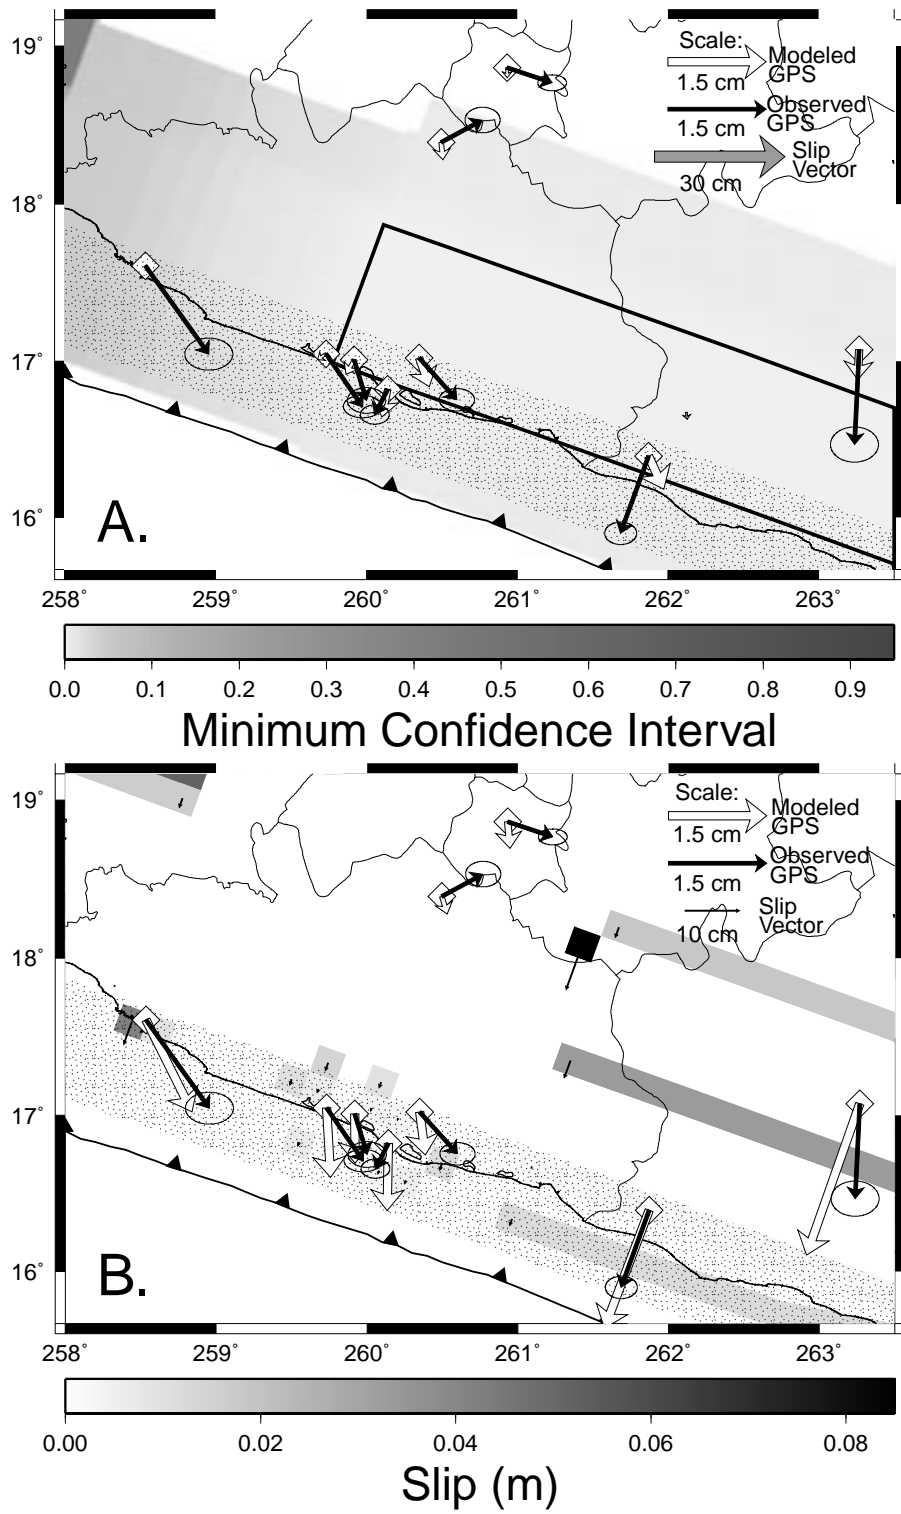 19°
18°
17°
16°
Scale:
Modeled
GPS
1.5 cm
Observed
GPS
1.5 cm
Slip
Vector
30 cm
A.
258° 259° 260° 261° 262° 263°
0.0 0.1 0.2 0.3 0.4 0.5 0.6 0.7 0.8 0.9
Minimum Confidence Interval
19°
18°
17°
16°
Scale:
Modeled
GPS
1.5 cm
Observed
GPS
1.5 cm
Slip
Vector
10 cm
B.
258° 259° 260° 261° 262° 263°
0.00 0.02 0.04 0.06 0.08
Slip (m)